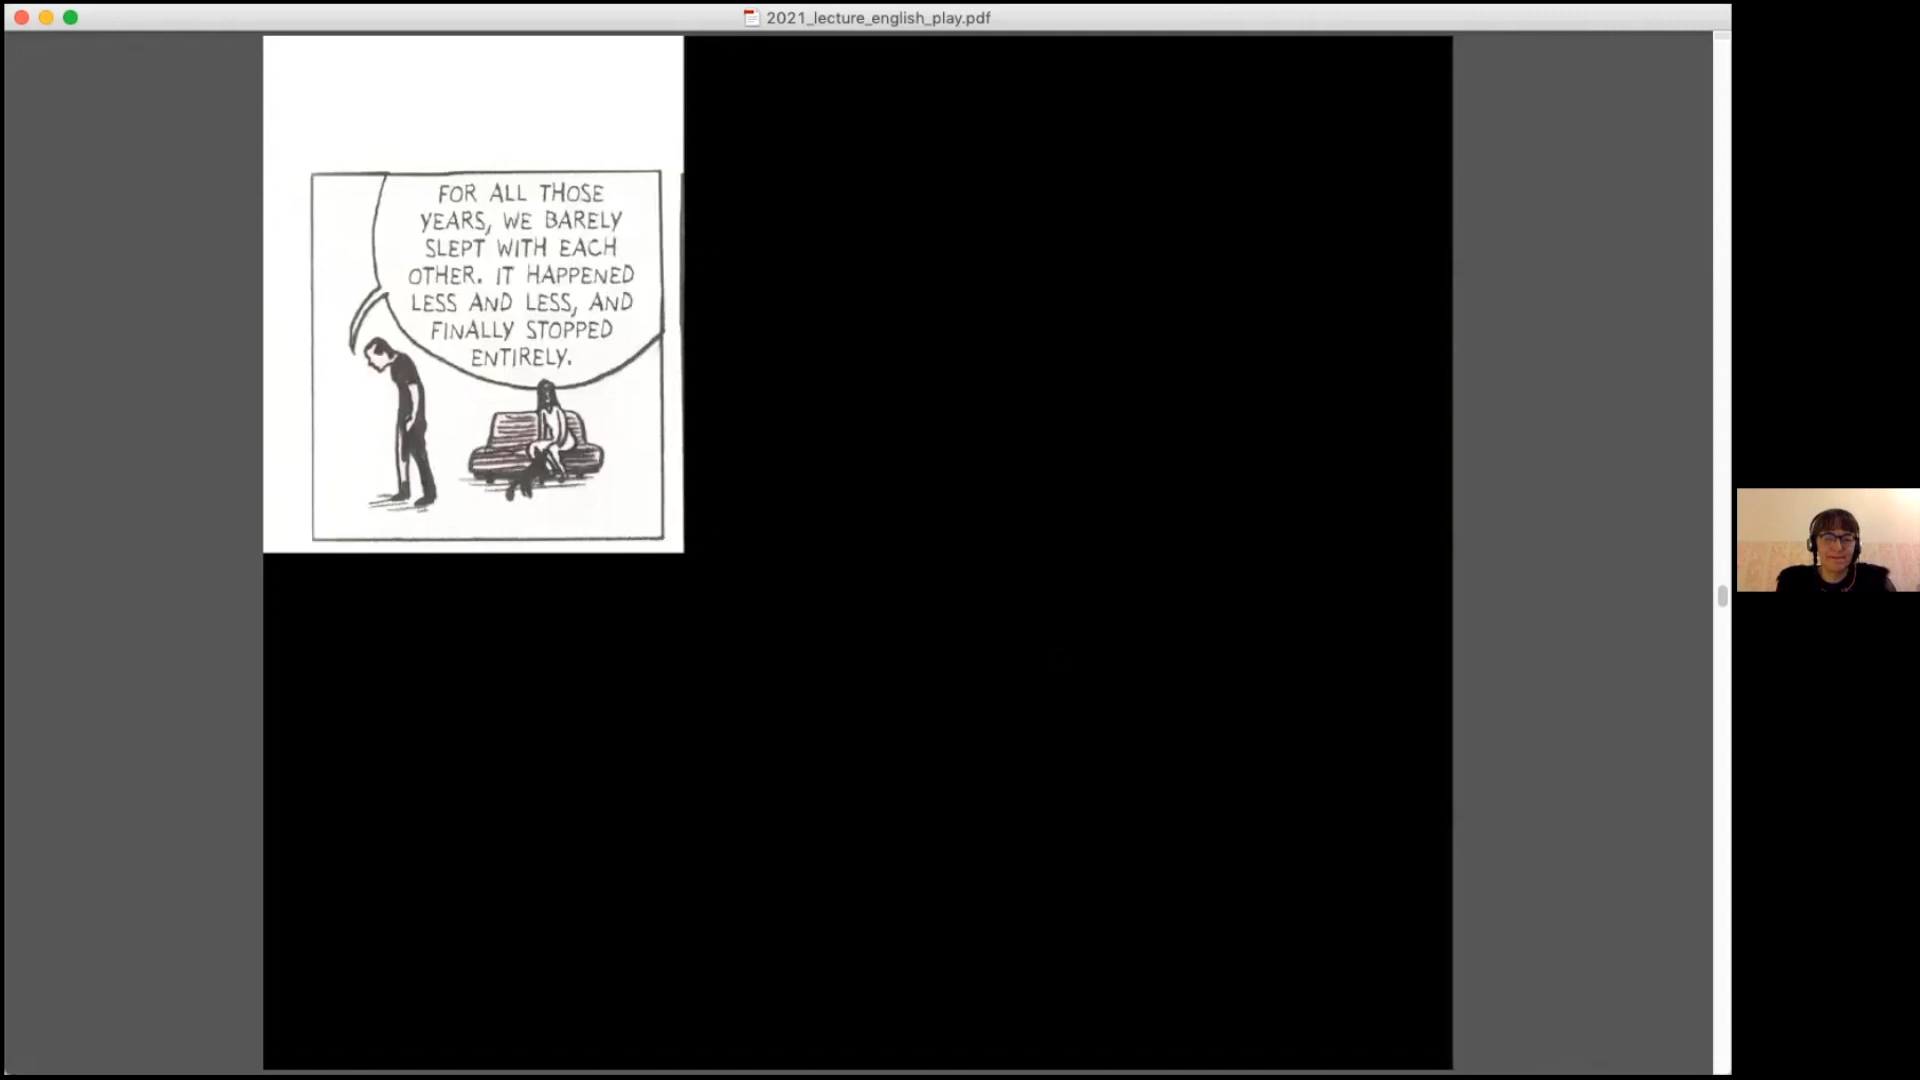 2021_lecture_english_play.pdf
FOR ALL THOSE
YEARS, WE BARELY
SLEPT WITH EACH
OTHER. IT HAPPENED
LESS AND LESS, AND
FINALLY STOPPED
ENTIRELY.